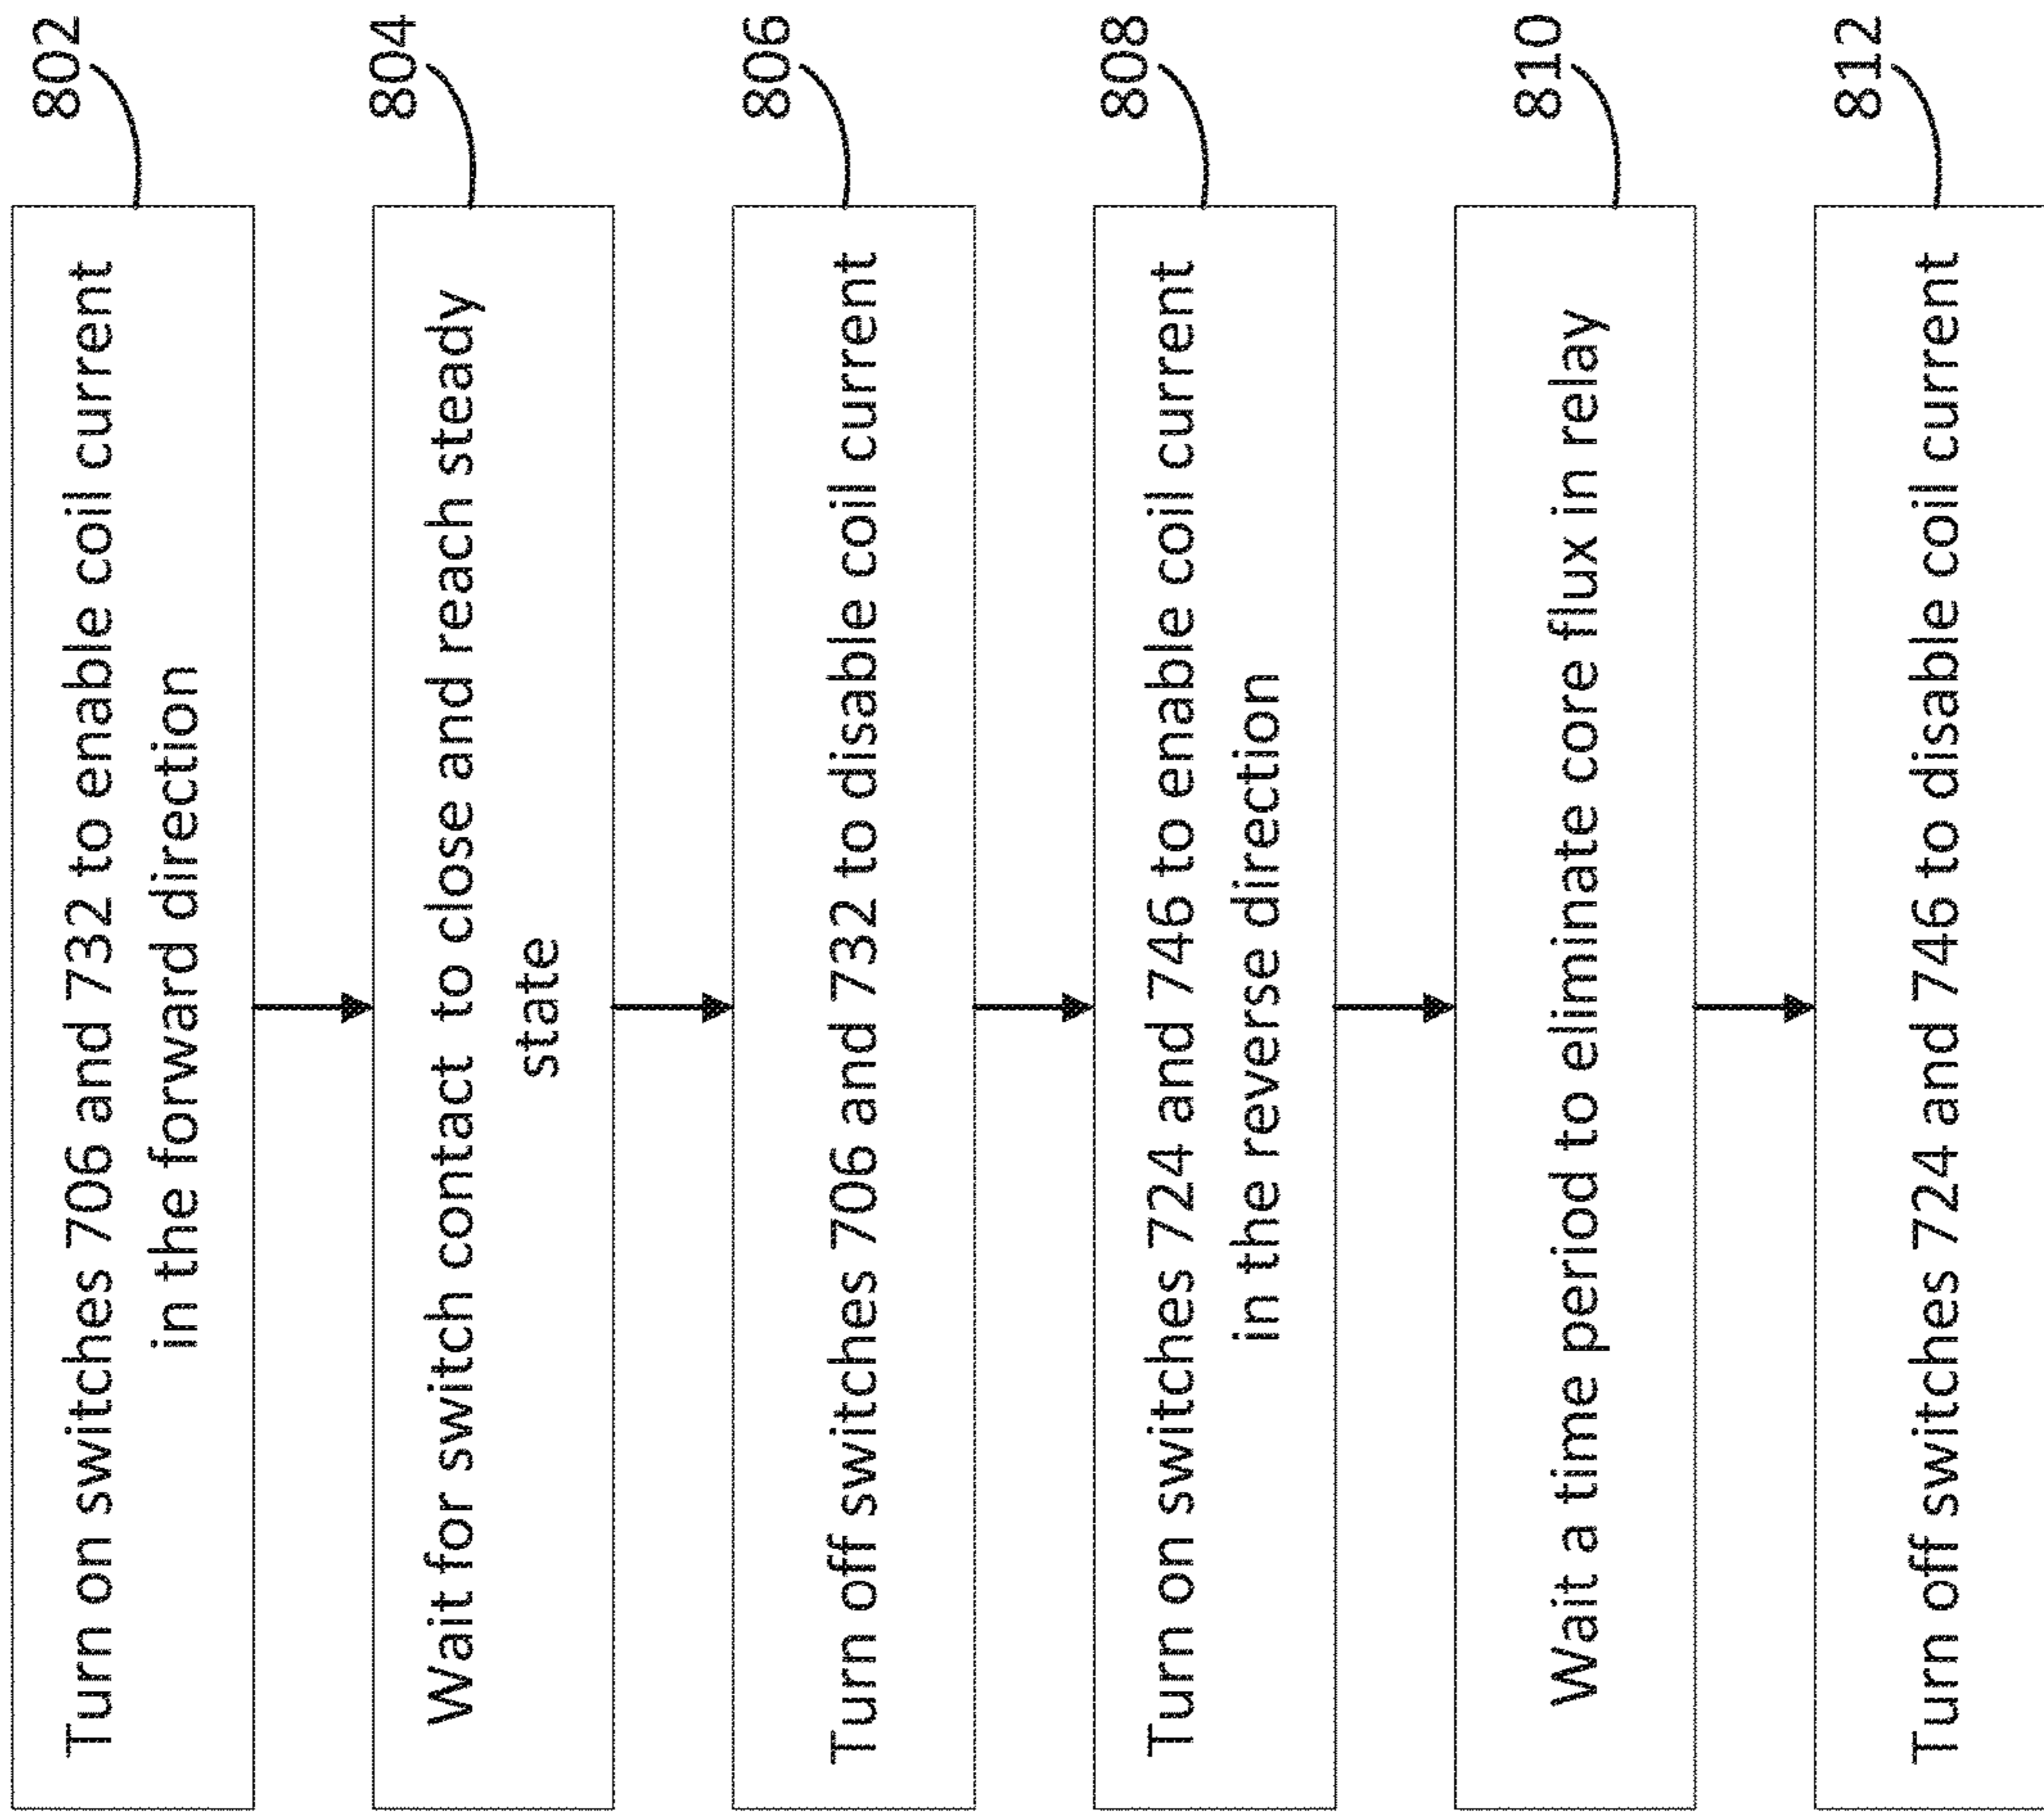 Turn on switches 706 and 732 to enable coil current
in the forward direction
802
Wait for switch contact to close and reach steady
state
804
Turn off switches 706 and 732 to disable coil current
806
Turn on switches 724 and 746 to enable coil current
in the reverse direction
808
Wait a time period to eliminate core flux in relay
810
Turn off switches 724 and 746 to disable coil current
812